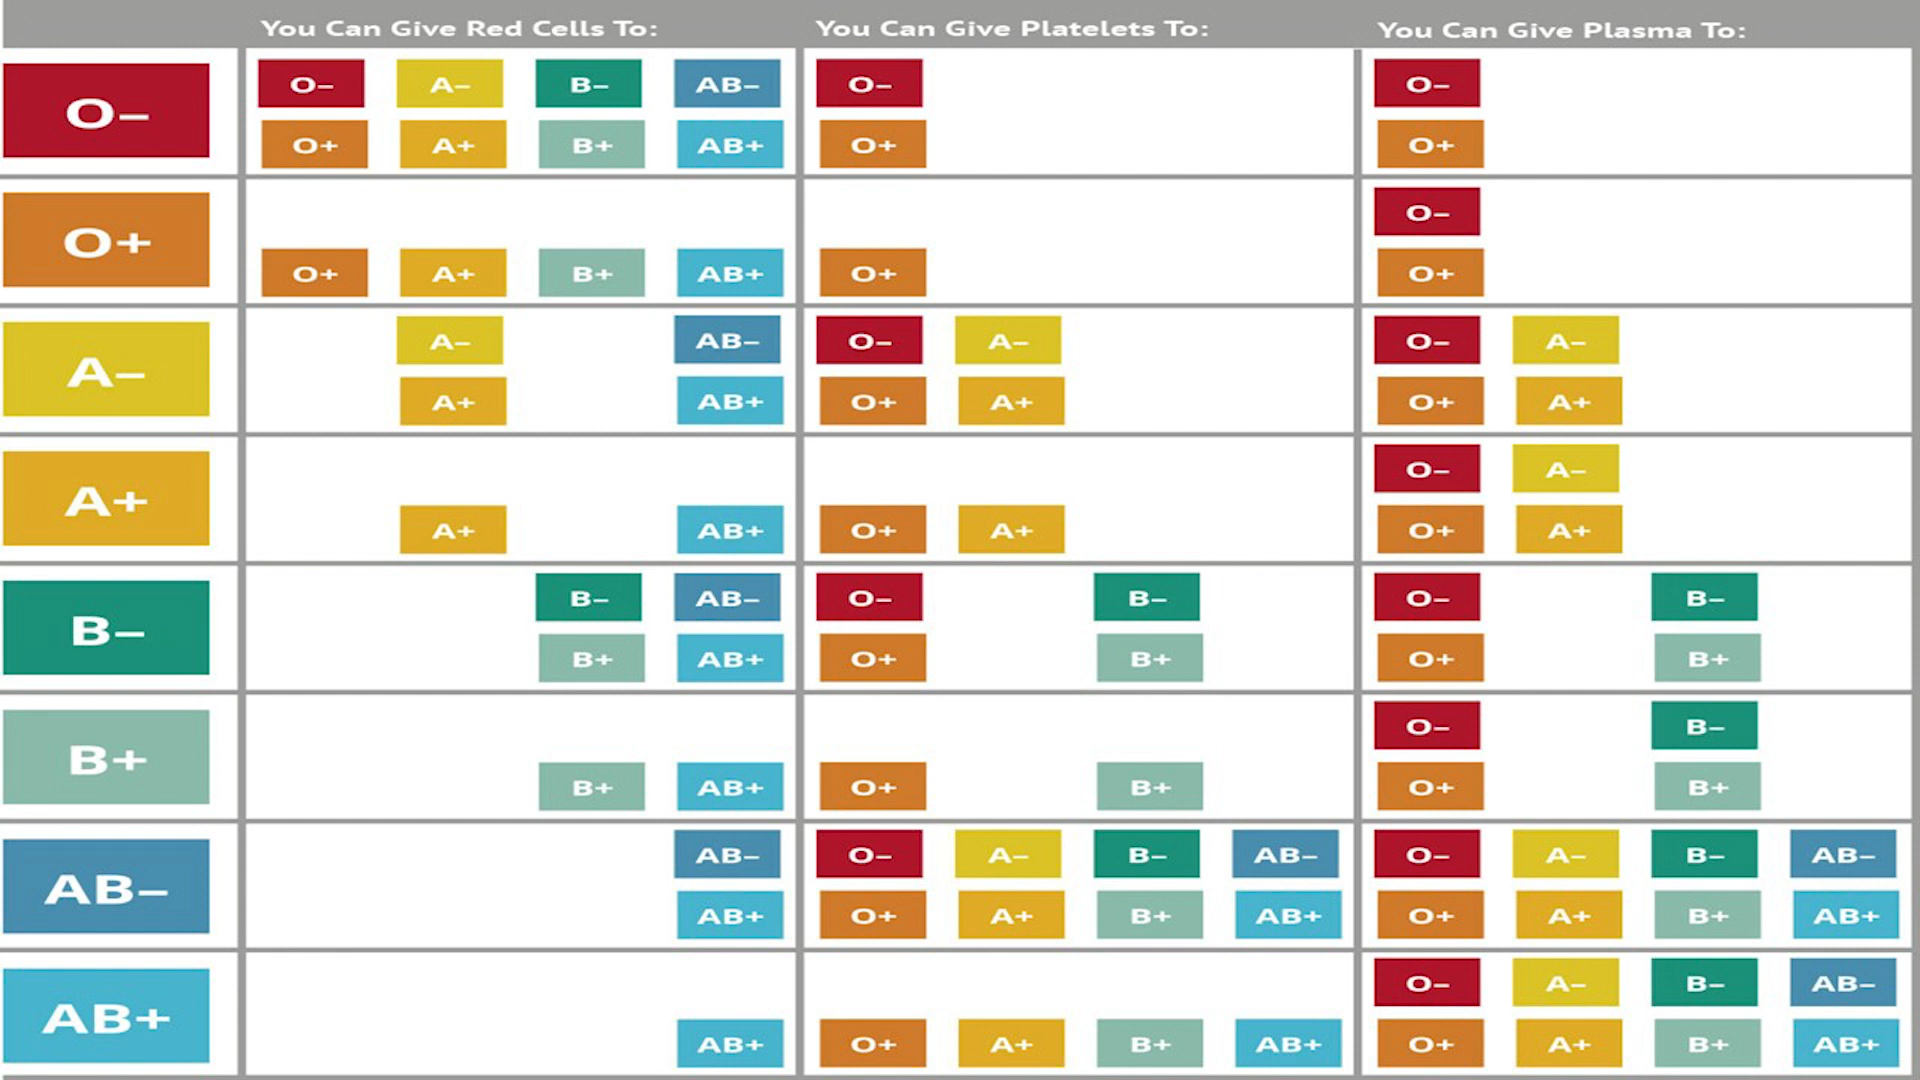 You Can Give Red Cells To: You Can Give Platelets To: You Can Give Plasma To:
O–
O– A– B– AB– O– O–
O+ A+ B+ AB+ O+ O+
O+
O–
O+ A+ B+ AB+ O+ O+
A–
A– AB– O– A– O– A–
A+ AB+ O+ A+ O+ A+
A+
O– A–
A+ AB+ O+ A+ O+ A+
B–
B– AB– O– B– O– B–
B+ AB+ O+ B+ O+ B+
B+
O– B–
B+ AB+ O+ B+ O+ B+
AB–
AB– O– A– B– AB– O– A– B– AB–
AB+ O+ A+ B+ AB+ O+ A+ B+ AB+
AB+
O– A– B– AB–
AB+ O+ A+ B+ AB+ O+ A+ B+ AB+